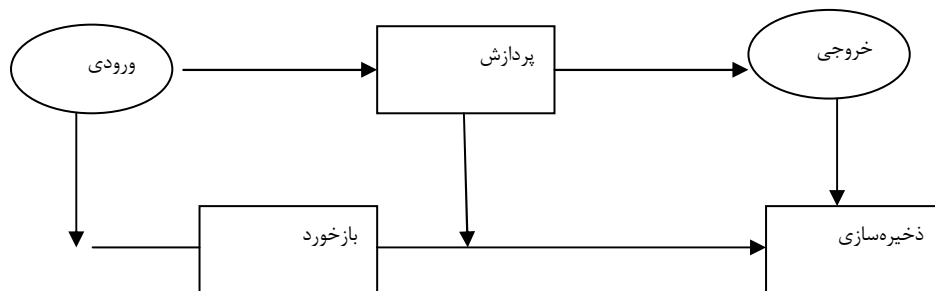 ورودی
پردازش
خروجی
بازخورد
ذخیره‌سازی